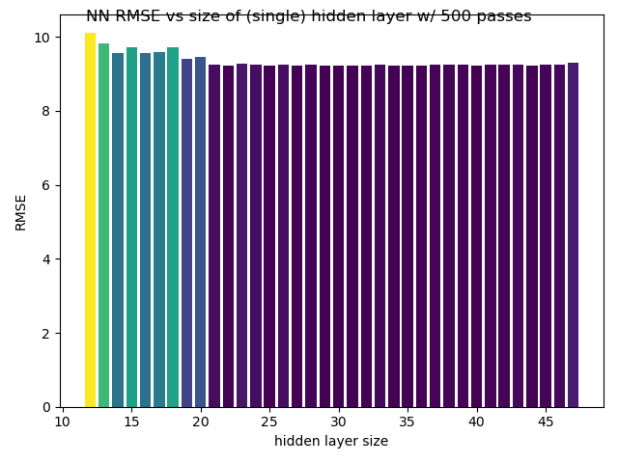 NN RMSE vs size of (single) hidden layer w/ 500 passes
10
8
6
4
2
0
RMSE
10 15 20 25 30 35 40 45
hidden layer size